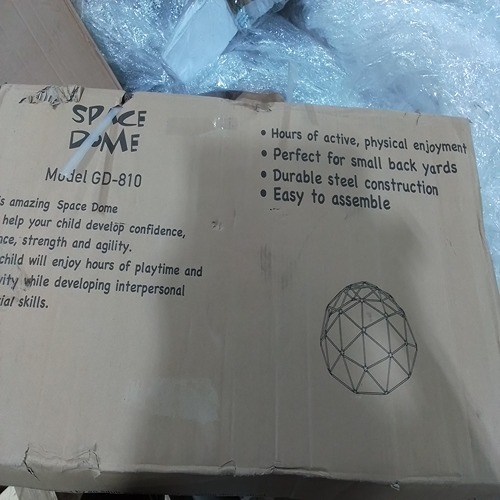 SPACE
DOME
Model GD-810
s amazing Space Dome
help your child develop confidence,
nce, strength and agility.
child will enjoy hours of playtime and
vity while developing interpersonal
ial skills.
• Hours of active, physical enjoyment
• Perfect for small back yards
• Durable steel construction
• Easy to assemble